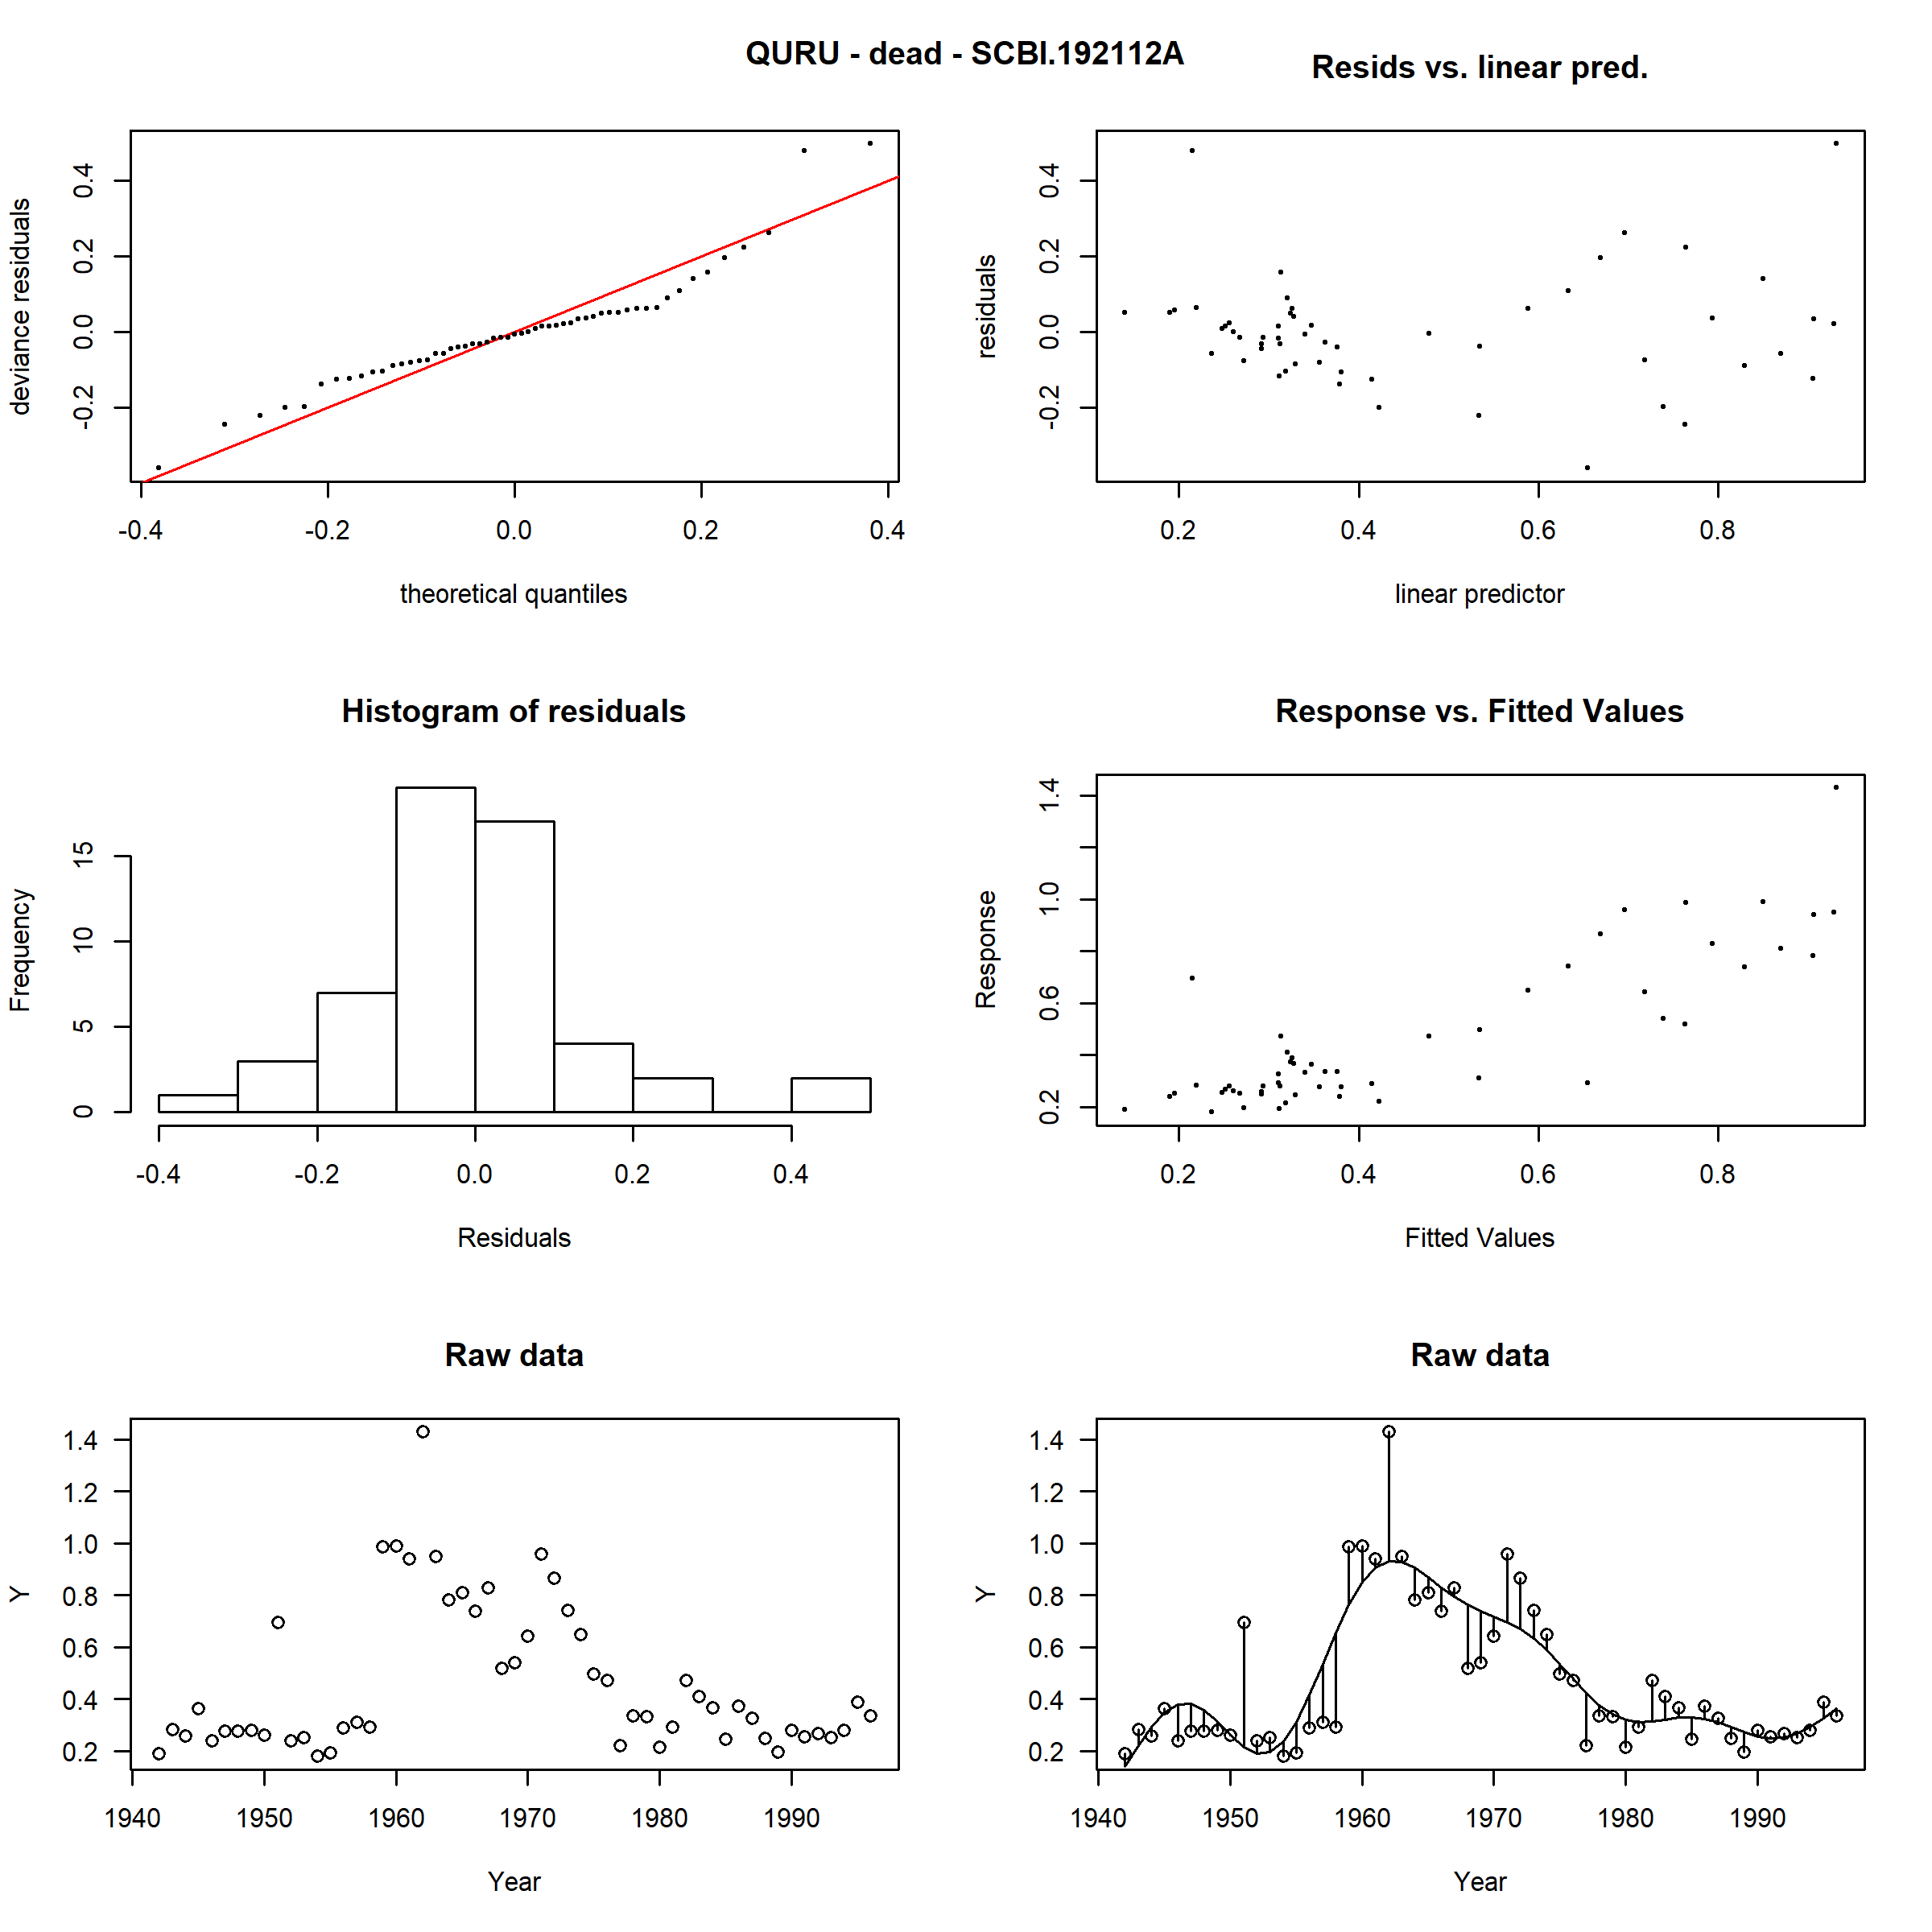 QURU - dead - SCBI.192112A
Resids vs. linear pred.
deviance residuals
-0.2 0.0 0.2 0.4
-0.4 -0.2 0.0 0.2 0.4
theoretical quantiles
residuals
-0.2 0.0 0.2 0.4
0.2 0.4 0.6 0.8
linear predictor
Histogram of residuals
Frequency
0 5 10 15
-0.4 -0.2 0.0 0.2 0.4
Residuals
Response vs. Fitted Values
Response
0.2 0.6 1.0 1.4
0.2 0.4 0.6 0.8
Fitted Values
Raw data
Y
1.4
1.2
1.0
0.8
0.6
0.4
0.2
1940 1950 1960 1970 1980 1990
Year
Raw data
Y
1.4
1.2
1.0
0.8
0.6
0.4
0.2
1940 1950 1960 1970 1980 1990
Year